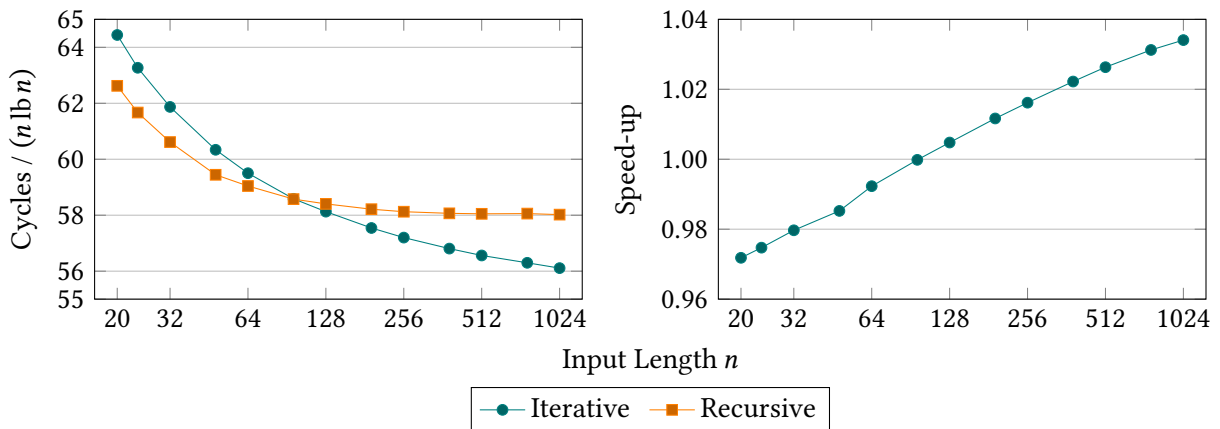 Cycles / (n lb n)
65
64
62
60
58
56
55
20 32 64 128 256 512 1024
Speed-up
1.04
1.02
1.00
0.98
0.96
20 32 64 128 256 512 1024
Input Length n
Iterative Recursive